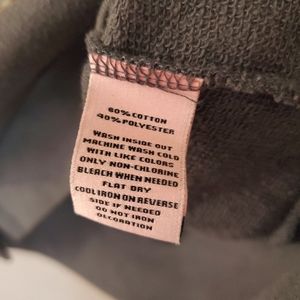 60% COTTON
40% POLYESTER
WASH INSIDE OUT
MACHINE WASH COLD
WITH LIKE COLORS
ONLY NON-CHLORINE
BLEACH WHEN NEEDED
FLAT DRY
COOL IRON ON REVERSE
SIDE IF NEEDED
DO NOT IRON
DECORATION